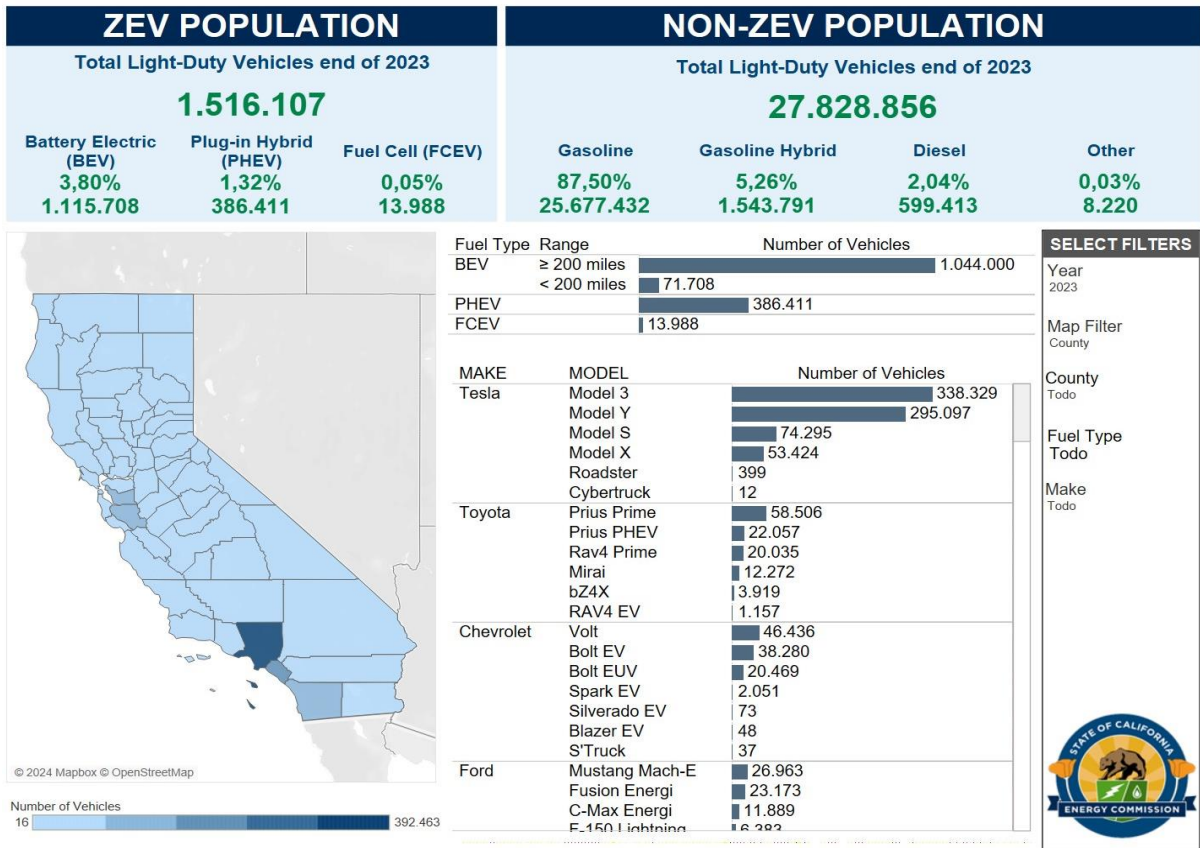 ZEV POPULATION
Total Light-Duty Vehicles end of 2023
1.516.107
Battery Electric (BEV)
3,80%
1.115.708
Plug-in Hybrid (PHEV)
1,32%
386.411
Fuel Cell (FCEV)
0,05%
13.988
NON-ZEV POPULATION
Total Light-Duty Vehicles end of 2023
27.828.856
Gasoline
87,50%
25.677.432
Gasoline Hybrid
5,26%
1.543.791
Diesel
2,04%
599.413
Other
0,03%
8.220
© 2024 Mapbox © OpenStreetMap
Number of Vehicles
16 392.463
Fuel Type Range Number of Vehicles
BEV ≥ 200 miles 1.044.000
< 200 miles 71.708
PHEV 386.411
FCEV 13.988
MAKE MODEL Number of Vehicles
Tesla Model 3 338.329
Model Y 295.097
Model S 74.295
Model X 53.424
Roadster 399
Cybertruck 12
Toyota Prius Prime 58.506
Prius PHEV 22.057
Rav4 Prime 20.035
Mirai 12.272
bZ4X 3.919
RAV4 EV 1.157
Chevrolet Volt 46.436
Bolt EV 38.280
Bolt EUV 20.469
Spark EV 2.051
Silverado EV 73
Blazer EV 48
S'Truck 37
Ford Mustang Mach-E 26.963
Fusion Energi 23.173
C-Max Energi 11.889
F-150 Lightning 6.383
SELECT FILTERS
Year
2023
Map Filter
County
County
Todo
Fuel Type
Todo
Make
Todo
STATE OF CALIFORNIA
ENERGY COMMISSION